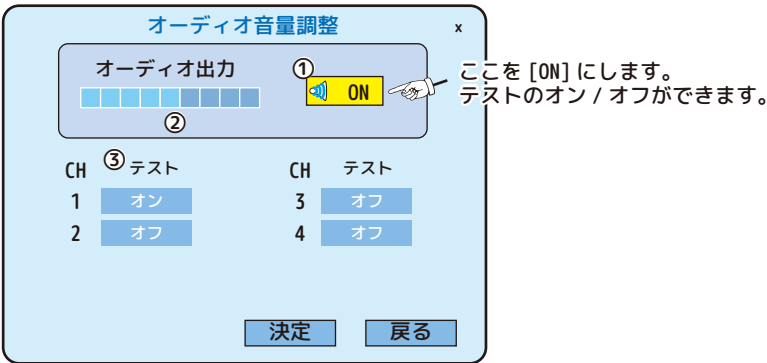 オーディオ音量調整
x
オーディオ出力
①
ON
②
ここを [ON] にします。
テストのオン / オフができます。
CH ③ テスト
1 オン
2 オフ
CH テスト
3 オフ
4 オフ
決定
戻る